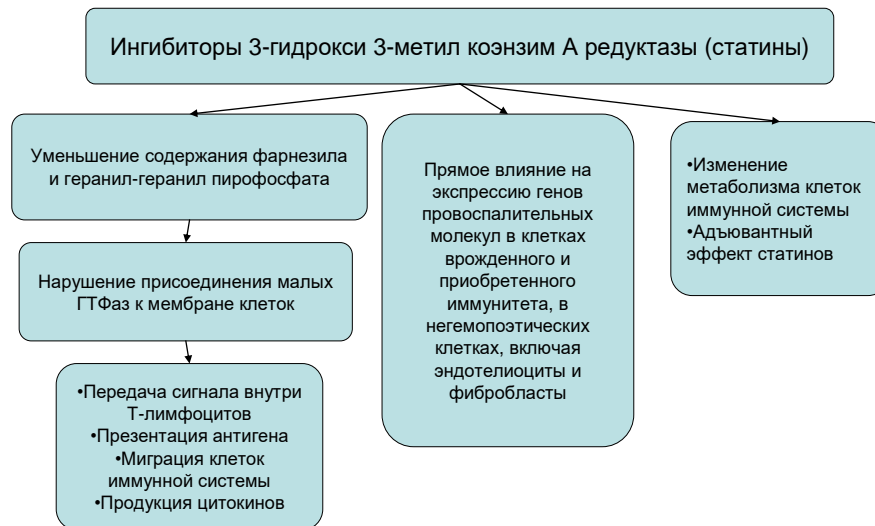 Ингибиторы 3-гидрокси 3-метил коэнзим А редуктазы (статины)
Уменьшение содержания фарнезила
и геранил-геранил пирофосфата
Нарушение присоединения малых
ГТФаз к мембране клеток
•Передача сигнала внутри
Т-лимфоцитов
•Презентация антигена
•Миграция клеток
иммунной системы
•Продукция цитокинов
Прямое влияние на
экспрессию генов
провоспалительных
молекул в клетках
врожденного и
приобретенного
иммунитета, в
негемопоэтических
клетках, включая
эндотелиоциты и
фибробласты
•Изменение
метаболизма клеток
иммунной системы
•Адъювантный
эффект статинов